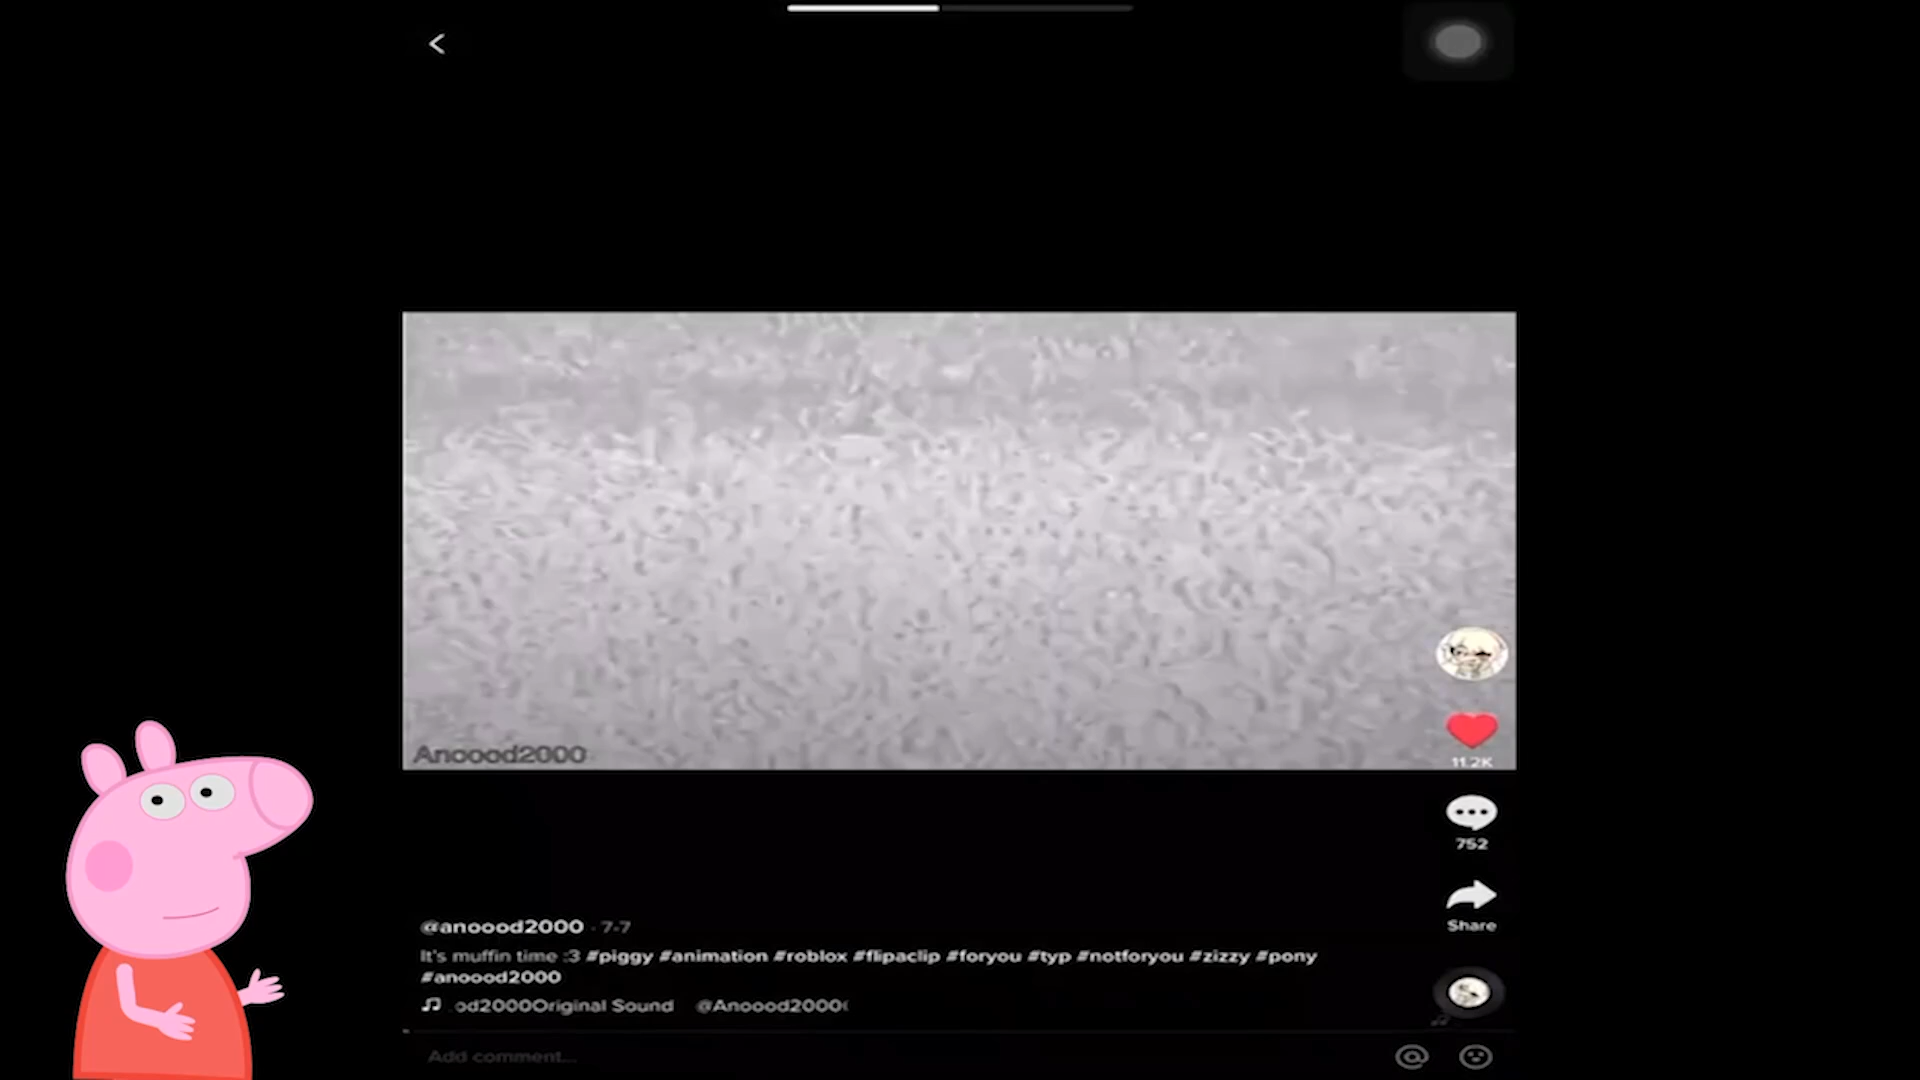 Anoood2000
11.2K
752
Share
@anoood2000 · 7-7
It's muffin time :3 #piggy #animation #roblox #flipaclip #foryou #typ #notforyou #zizzy #pony
#anoood2000
od2000Original Sound @Anoood2000(
Add comment...